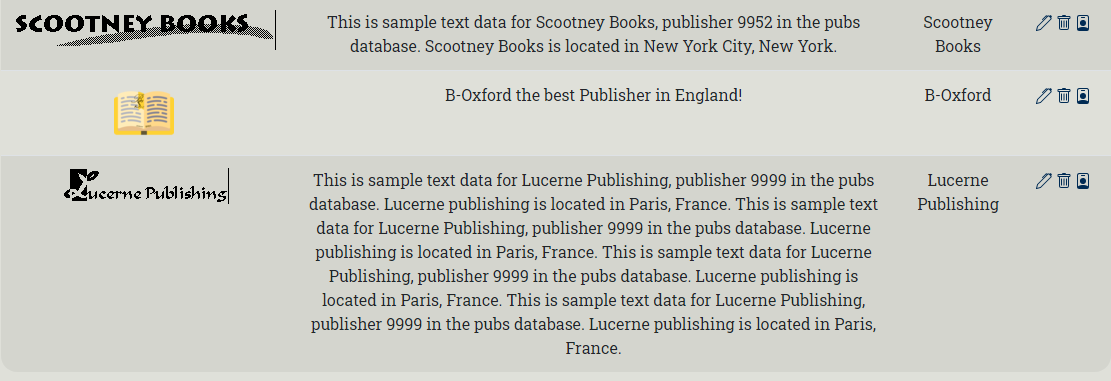 SCOOTNEY BOOKS
This is sample text data for Scootney Books, publisher 9952 in the pubs
database. Scootney Books is located in New York City, New York.
Scootney
Books
B-Oxford the best Publisher in England!
B-Oxford
Lucerne Publishing
This is sample text data for Lucerne Publishing, publisher 9999 in the pubs
database. Lucerne publishing is located in Paris, France. This is sample text
data for Lucerne Publishing, publisher 9999 in the pubs database. Lucerne
publishing is located in Paris, France. This is sample text data for Lucerne
Publishing, publisher 9999 in the pubs database. Lucerne publishing is
located in Paris, France. This is sample text data for Lucerne Publishing,
publisher 9999 in the pubs database. Lucerne publishing is located in Paris,
France.
Lucerne
Publishing